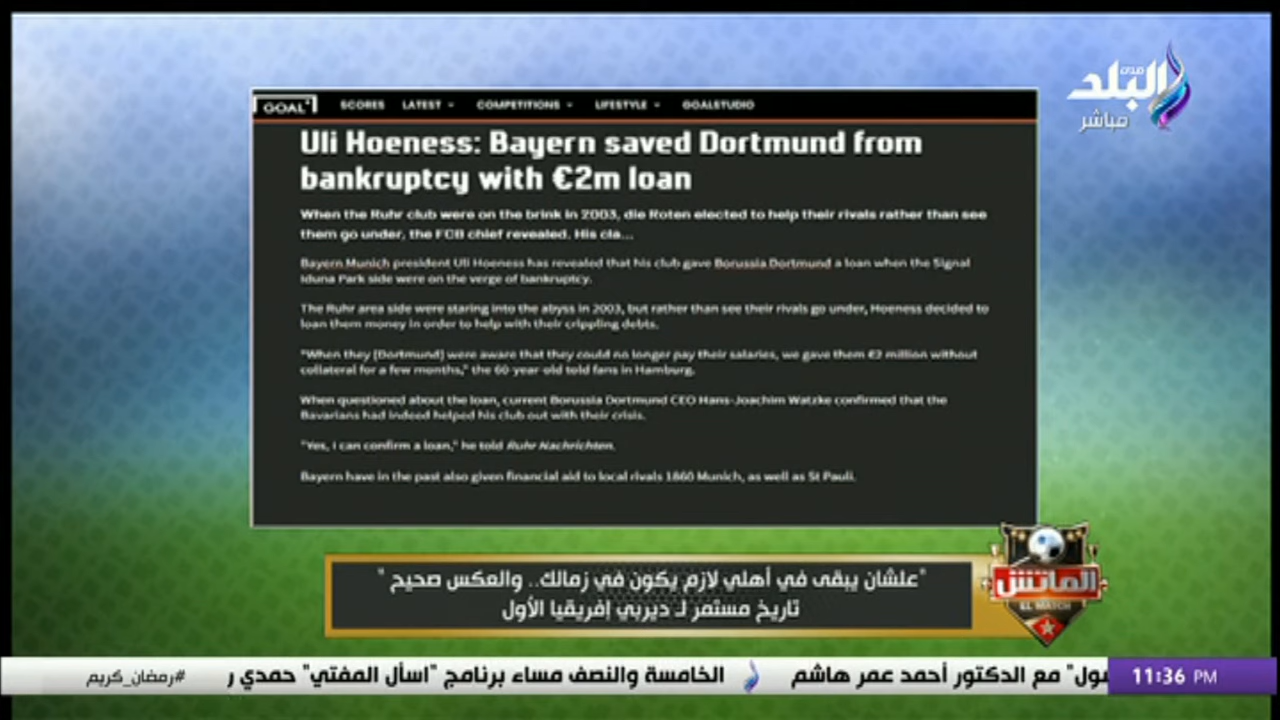 صدى
البلد
مباشر
GOAL
SCORES LATEST COMPETITIONS LIFESTYLE GOALSTUDIO
Uli Hoeness: Bayern saved Dortmund from
bankruptcy with €2m loan
When the Ruhr club were on the brink in 2003, die Roten elected to help their rivals rather than see
them go under, the FCB chief revealed. His cla...
Bayern Munich president Uli Hoeness has revealed that his club gave Borussia Dortmund a loan when the Signal
Iduna Park side were on the verge of bankruptcy.
The Ruhr area side were staring into the abyss in 2003, but rather than see their rivals go under, Hoeness decided to
loan them money in order to help with their crippling debts.
"When they [Dortmund] were aware that they could no longer pay their salaries, we gave them €2 million without
collateral for a few months," the 60-year-old told fans in Hamburg.
When questioned about the loan, current Borussia Dortmund CEO Hans-Joachim Watzke confirmed that the
Bavarians had indeed helped his club out with their crisis.
"Yes, I can confirm a loan," he told Ruhr Nachrichten.
Bayern have in the past also given financial aid to local rivals 1860 Munich, as well as St Pauli.
"علشان يبقى في أهلي لازم يكون في زمالك.. والعكس صحيح "
تاريخ مستمر لـ ديربي إفريقيا الأول
الماتش
EL MATCH
11:36 PM
سول" مع الدكتور أحمد عمر هاشم الخامسة والنصف مساء برنامج "اسأل المفتي" حمدي ر
#رمضان_كريم